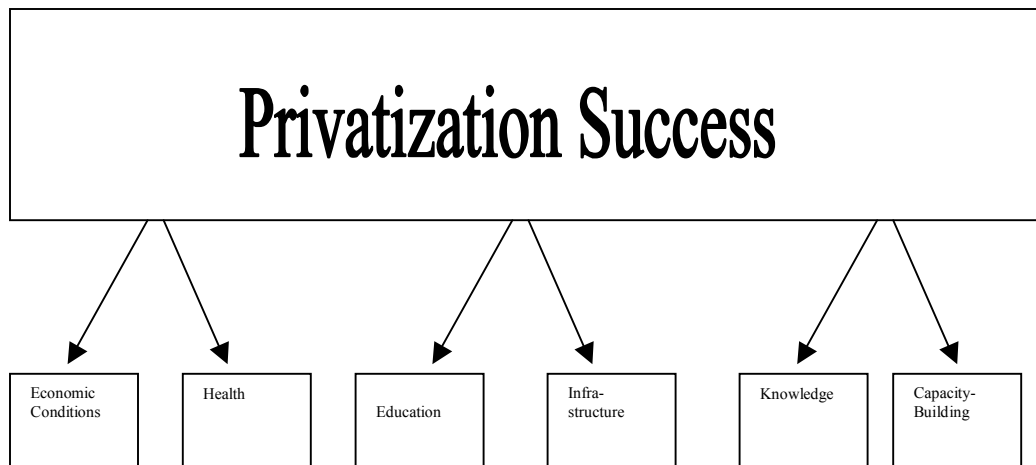 Privatization Success
Economic
Conditions
Health
Education
Infra-
structure
Knowledge
Capacity-
Building